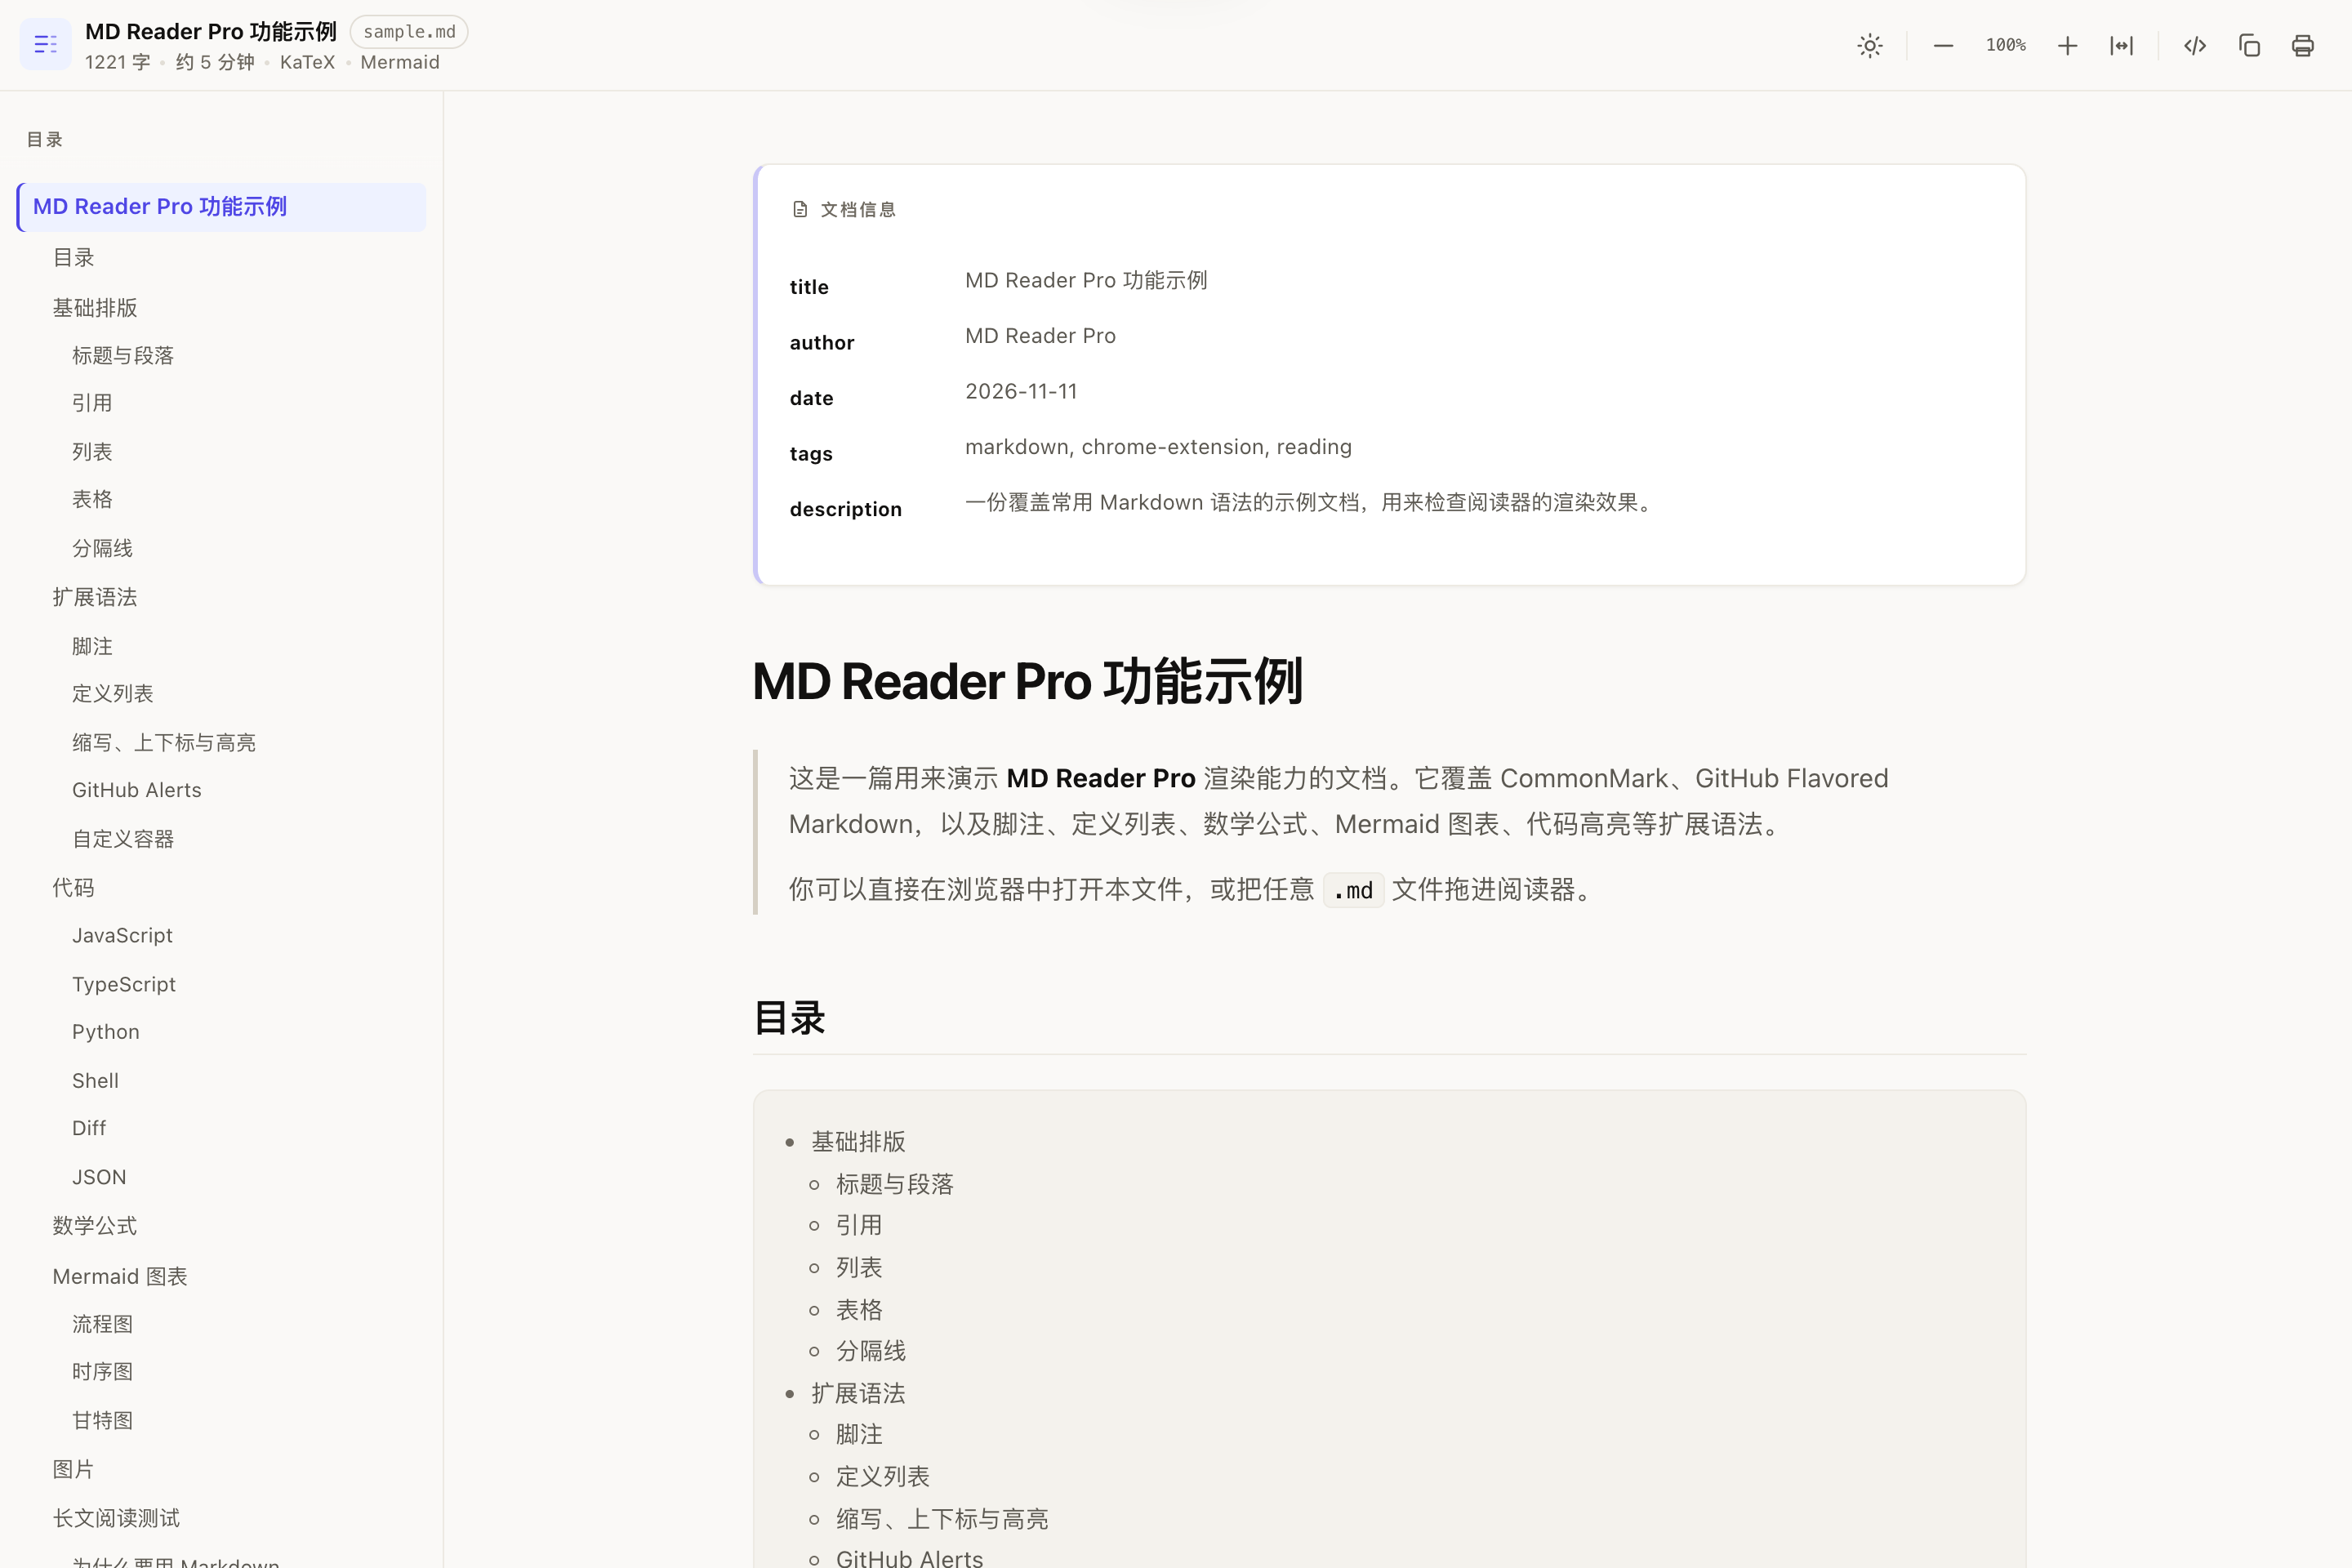 MD Reader Pro 功能示例 sample.md
1221 字 • 约 5 分钟 • KaTeX • Mermaid
100%
目录
MD Reader Pro 功能示例
目录
基础排版
标题与段落
引用
列表
表格
分隔线
扩展语法
脚注
定义列表
缩写、上下标与高亮
GitHub Alerts
自定义容器
代码
JavaScript
TypeScript
Python
Shell
Diff
JSON
数学公式
Mermaid 图表
流程图
时序图
甘特图
图片
长文阅读测试
为什么要用 Markdown
文档信息
title MD Reader Pro 功能示例
author MD Reader Pro
date 2026-11-11
tags markdown, chrome-extension, reading
description 一份覆盖常用 Markdown 语法的示例文档，用来检查阅读器的渲染效果。
MD Reader Pro 功能示例
这是一篇用来演示 MD Reader Pro 渲染能力的文档。它覆盖 CommonMark、GitHub Flavored
Markdown，以及脚注、定义列表、数学公式、Mermaid 图表、代码高亮等扩展语法。
你可以直接在浏览器中打开本文件，或把任意 .md 文件拖进阅读器。
目录
基础排版
标题与段落
引用
列表
表格
分隔线
扩展语法
脚注
定义列表
缩写、上下标与高亮
GitHub Alerts